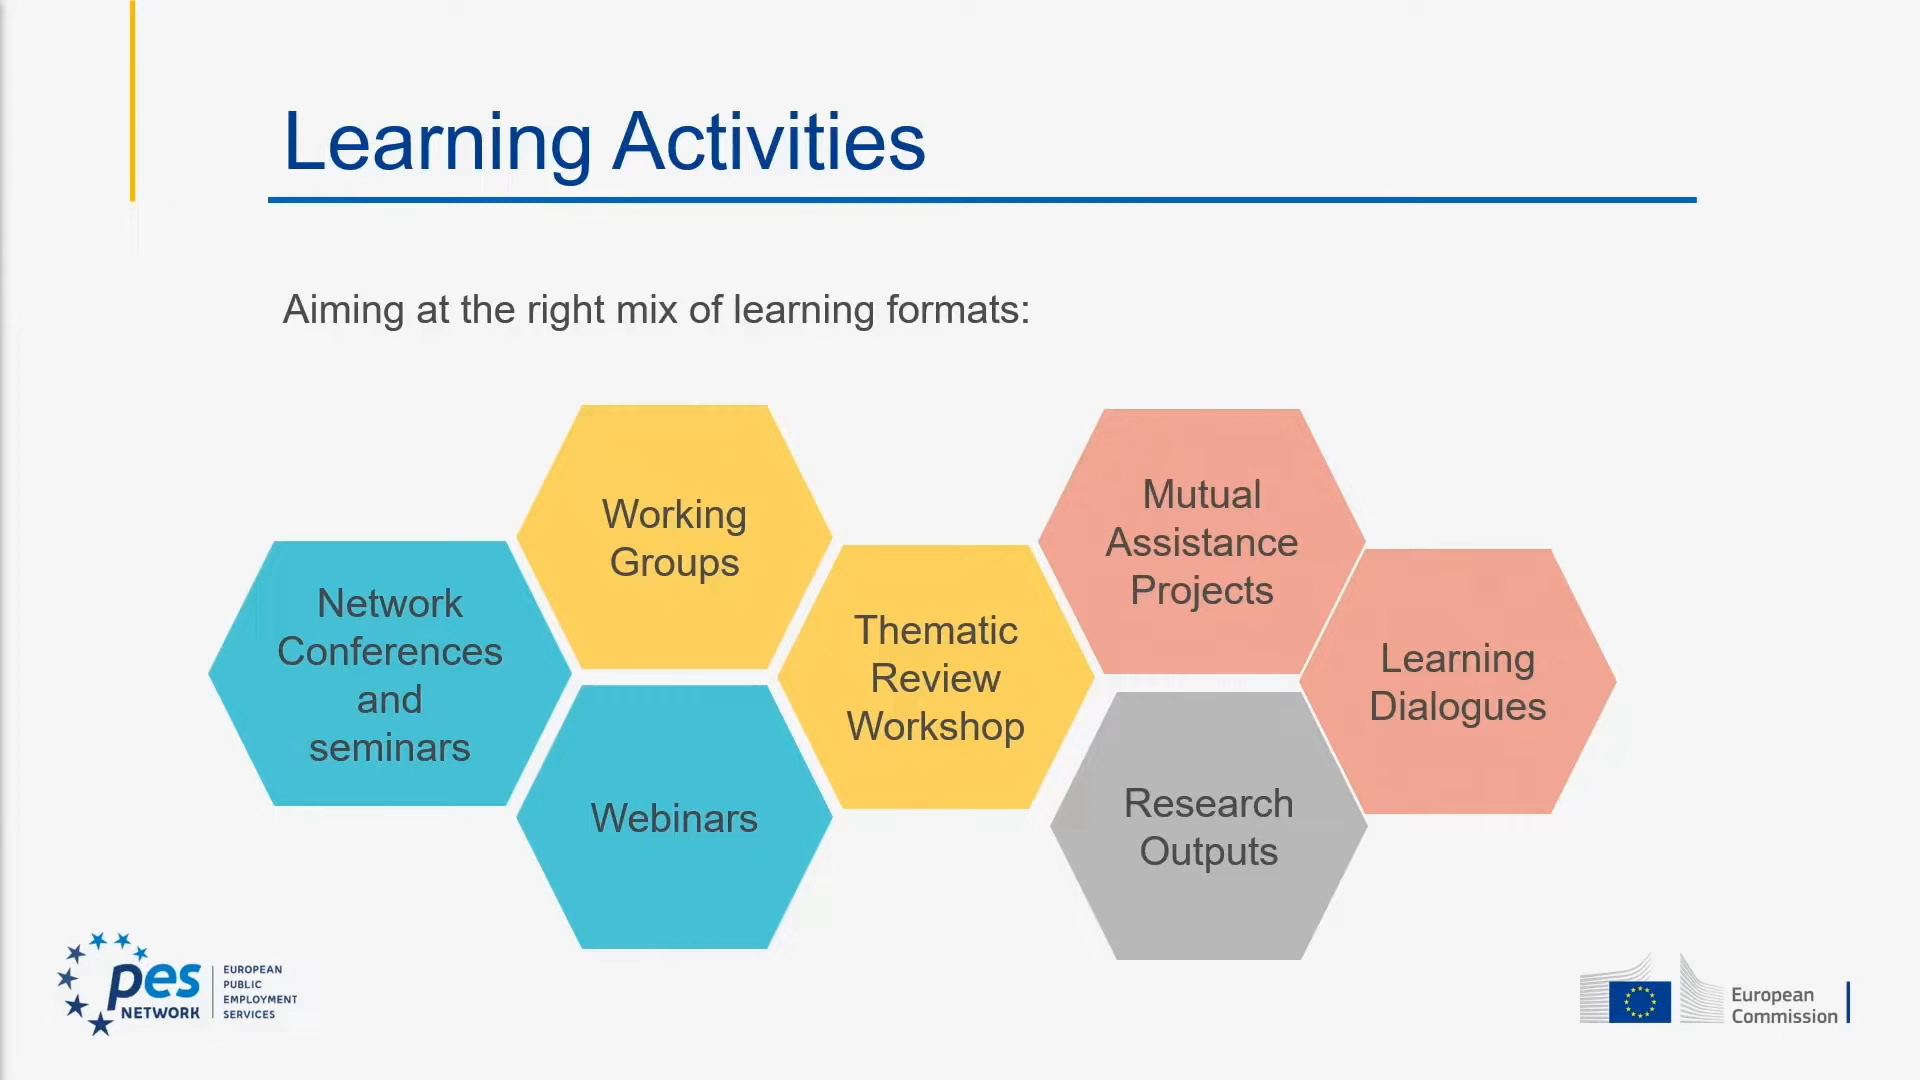 Learning Activities
Aiming at the right mix of learning formats:
Network
Conferences
and
seminars
Working
Groups
Webinars
Thematic
Review
Workshop
Mutual
Assistance
Projects
Research
Outputs
Learning
Dialogues
pes
NETWORK
EUROPEAN
PUBLIC
EMPLOYMENT
SERVICES
European
Commission